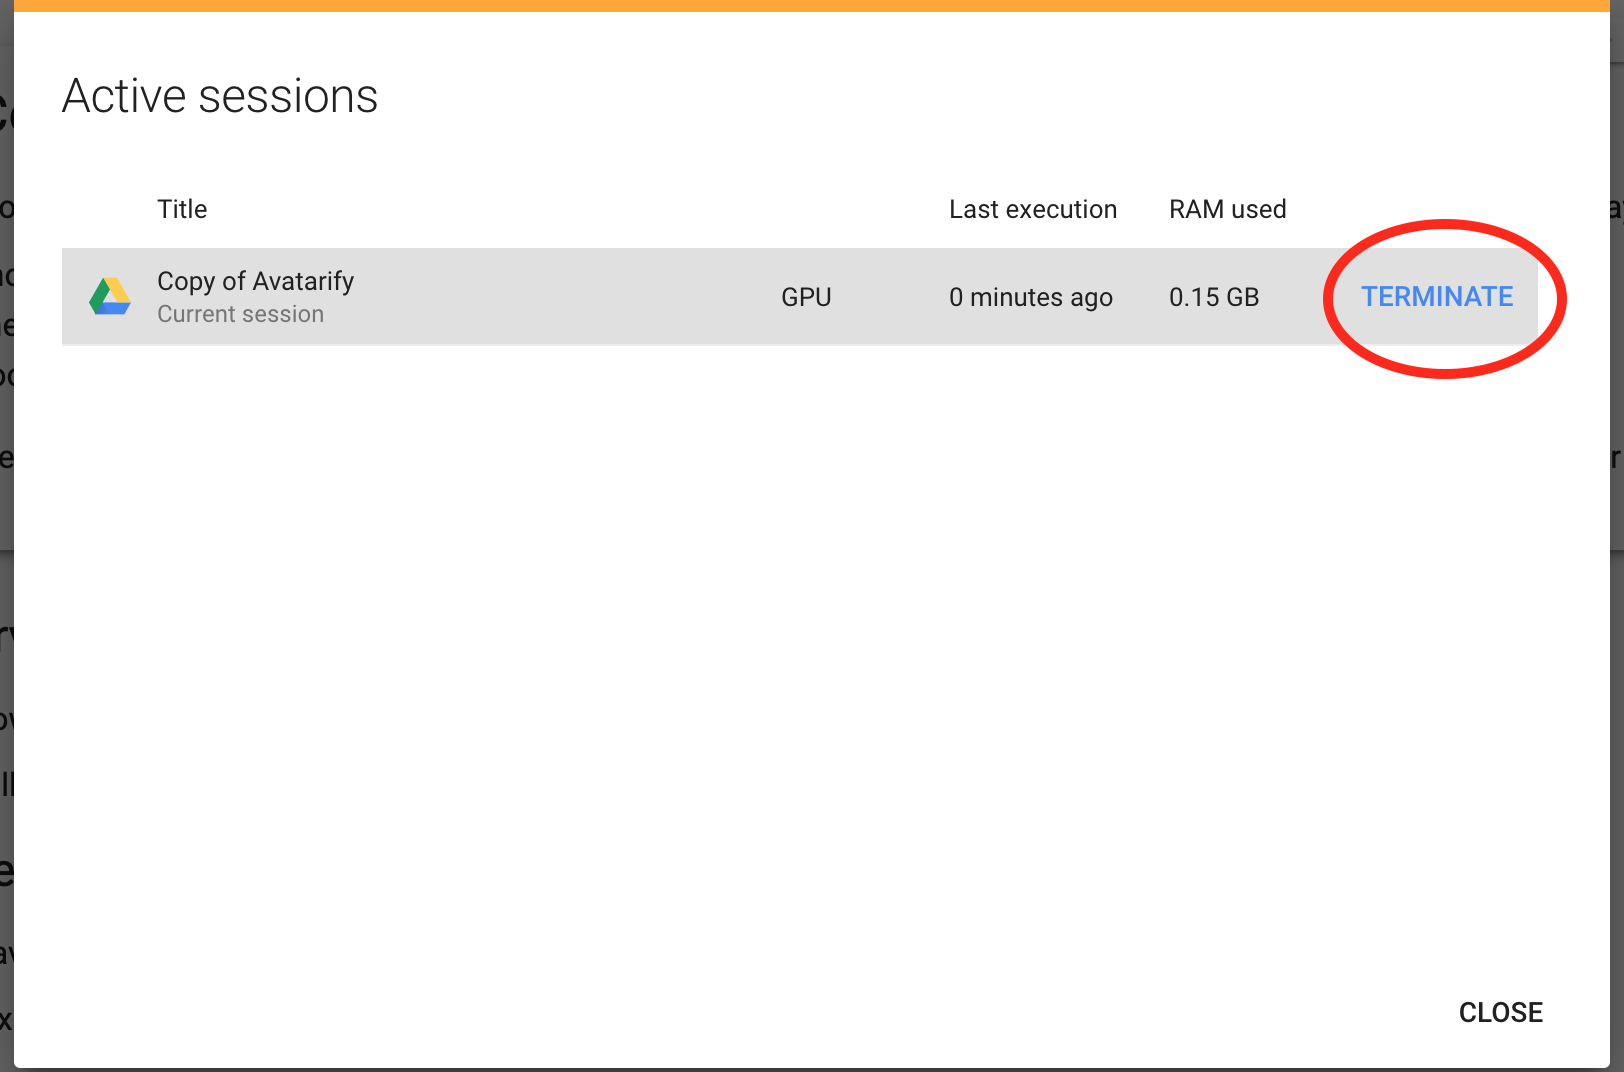 Active sessions
Title Last execution RAM used
Copy of Avatarify
Current session
GPU 0 minutes ago 0.15 GB TERMINATE
CLOSE